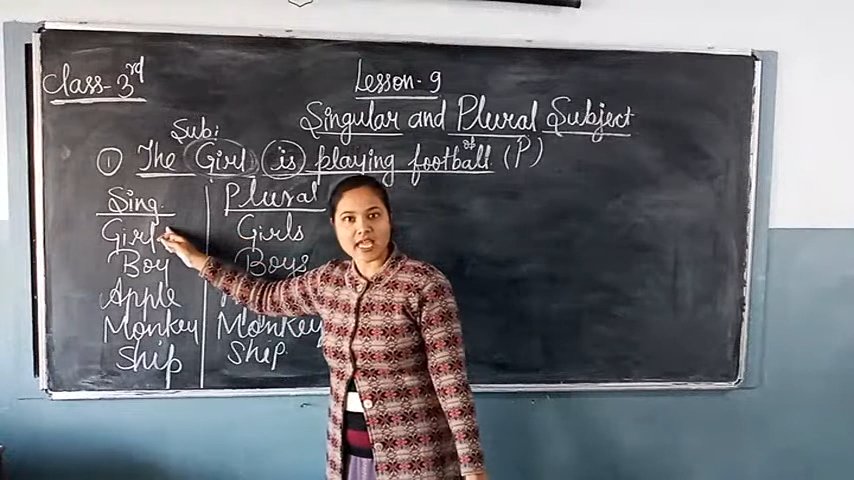 Class-3rd
Lesson-9
Singular and Plural Subject
Sub:
① The Girl is playing football (P)
of
Sing. Plural
Girl Girls
Boy Boys
Apple
Monkey Monkey
Ship Ship